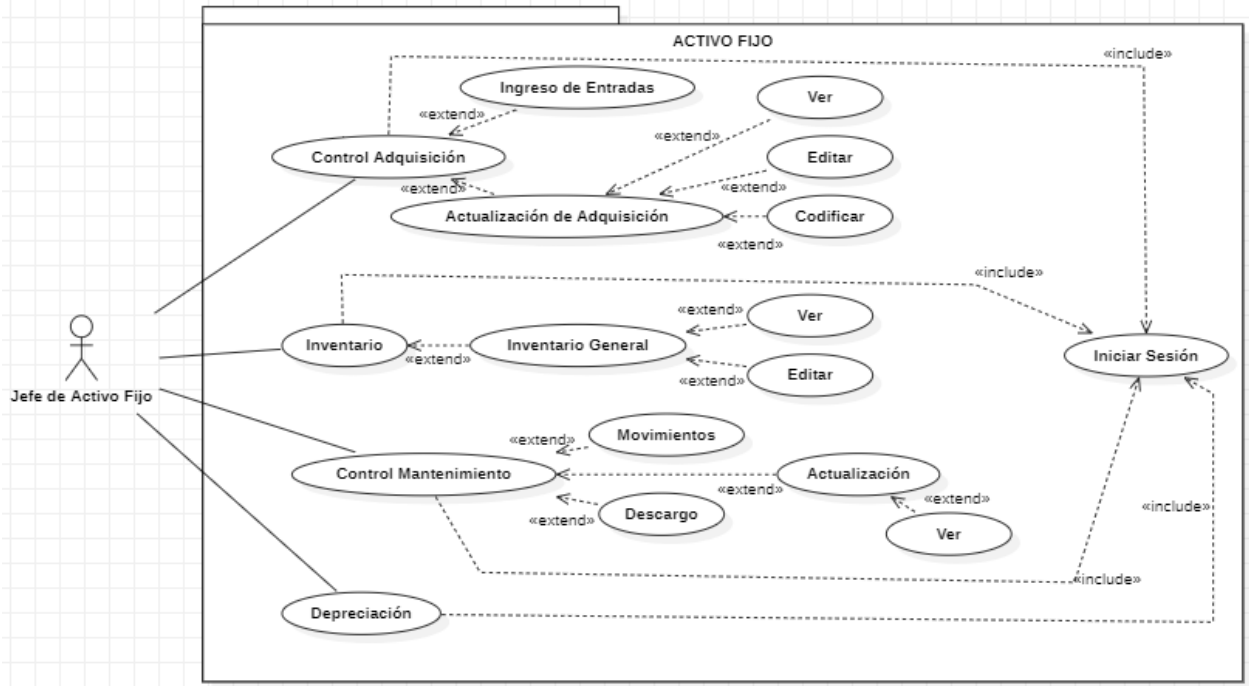 ACTIVO FIJO
«include»
Ingreso de Entradas
Ver
«extend»
«extend»
Control Adquisición
Editar
«extend»
«extend»
Actualización de Adquisición
Codificar
«extend»
«include»
«extend»
Ver
Inventario
Inventario General
Iniciar Sesión
«extend»
Editar
«extend»
Jefe de Activo Fijo
Movimientos
«extend»
Control Mantenimiento
Actualización
«extend»
«extend»
Descargo
«include»
«extend»
Ver
«include»
Depreciación